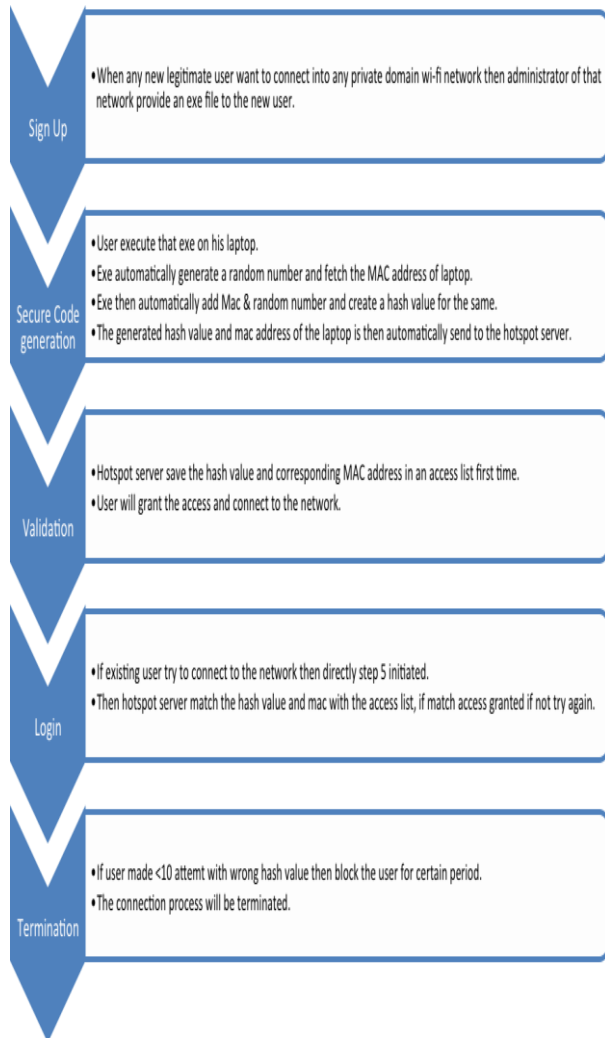 Sign Up
•When any new legitimate user want to connect into any private domain wi-fi network then administrator of that
network provide an exe file to the new user.
Secure Code
generation
•User execute that exe on his laptop.
•Exe automatically generate a random number and fetch the MAC address of laptop.
•Exe then automatically add Mac & random number and create a hash value for the same.
•The generated hash value and mac address of the laptop is then automatically send to the hotspot server.
Validation
•Hotspot server save the hash value and corresponding MAC address in an access list first time.
•User will grant the access and connect to the network.
Login
•If existing user try to connect to the network then directly step 5 initiated.
•Then hotspot server match the hash value and mac with the access list, if match access granted if not try again.
Termination
•If user made <10 attemt with wrong hash value then block the user for certain period.
•The connection process will be terminated.